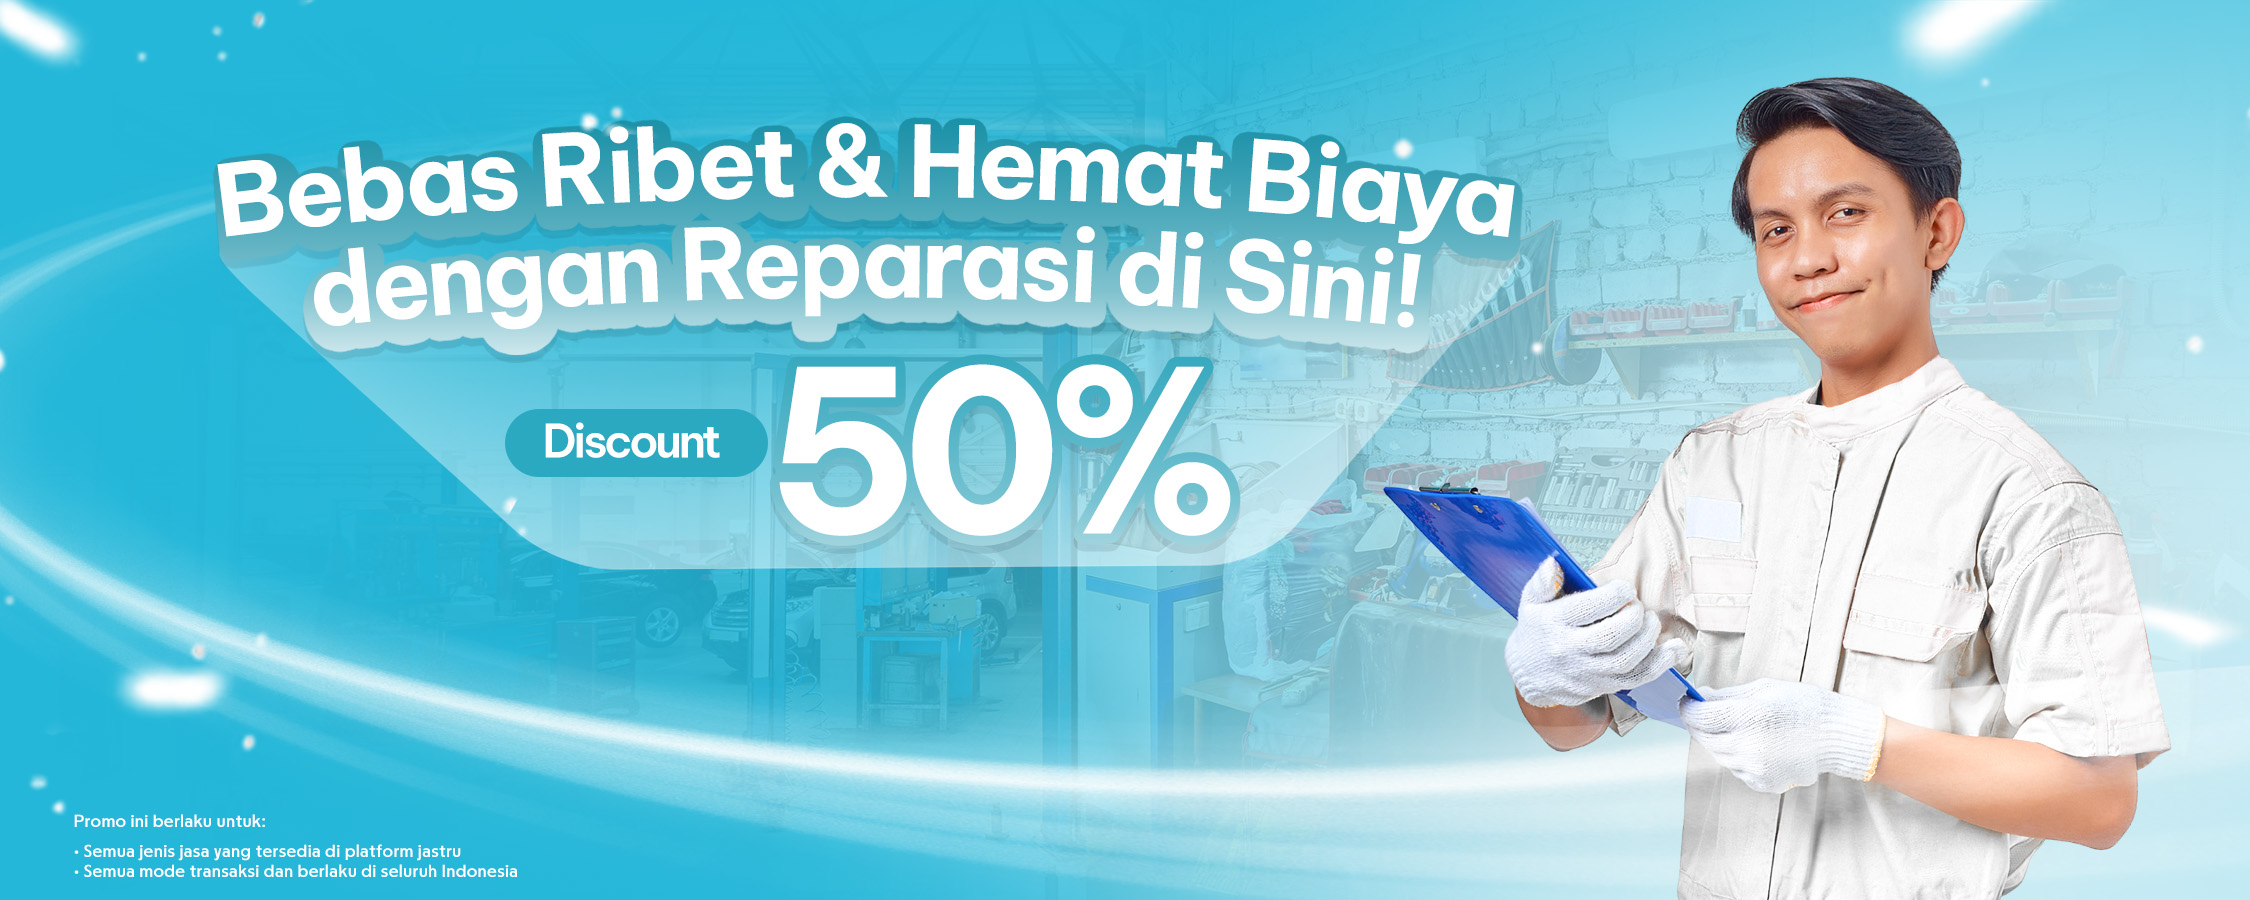 Bebas Ribet & Hemat Biaya
dengan Reparasi di Sini!
Discount 50%
Promo ini berlaku untuk:
• Semua jenis jasa yang tersedia di platform jastru
• Semua mode transaksi dan berlaku di seluruh Indonesia